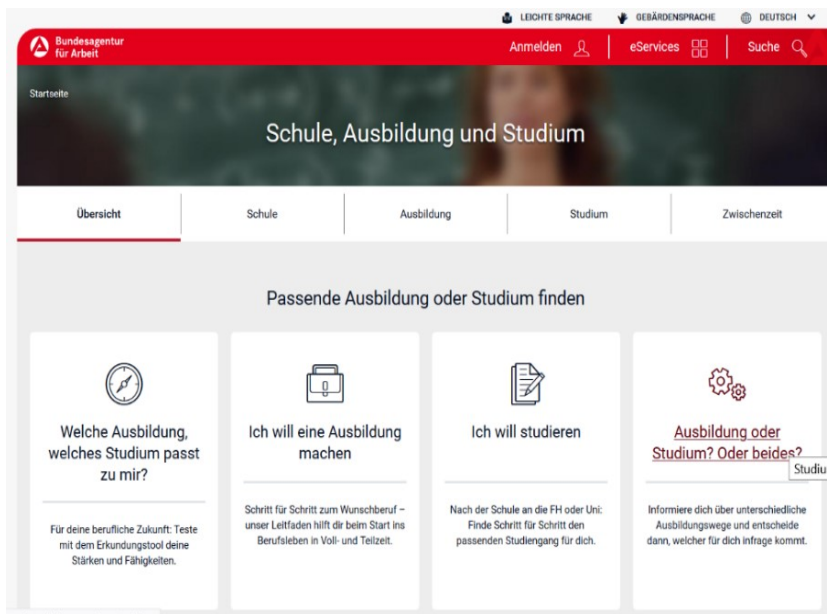 LEICHTE SPRACHE GEBÄRDENSPRACHE DEUTSCH
Bundesagentur
für Arbeit
Anmelden eServices Suche
Startseite
Schule, Ausbildung und Studium
Übersicht Schule Ausbildung Studium Zwischenzeit
Passende Ausbildung oder Studium finden
Welche Ausbildung,
welches Studium passt
zu mir?
Für deine berufliche Zukunft: Teste
mit dem Erkundungstool deine
Stärken und Fähigkeiten.
Ich will eine Ausbildung
machen
Schritt für Schritt zum Wunschberuf –
unser Leitfaden hilft dir beim Start ins
Berufsleben in Voll- und Teilzeit.
Ich will studieren
Nach der Schule an die FH oder Uni:
Finde Schritt für Schritt den
passenden Studiengang für dich.
Ausbildung oder
Studium? Oder beides?
Studiu
Informiere dich über unterschiedliche
Ausbildungswege und entscheide
dann, welcher für dich infrage kommt.